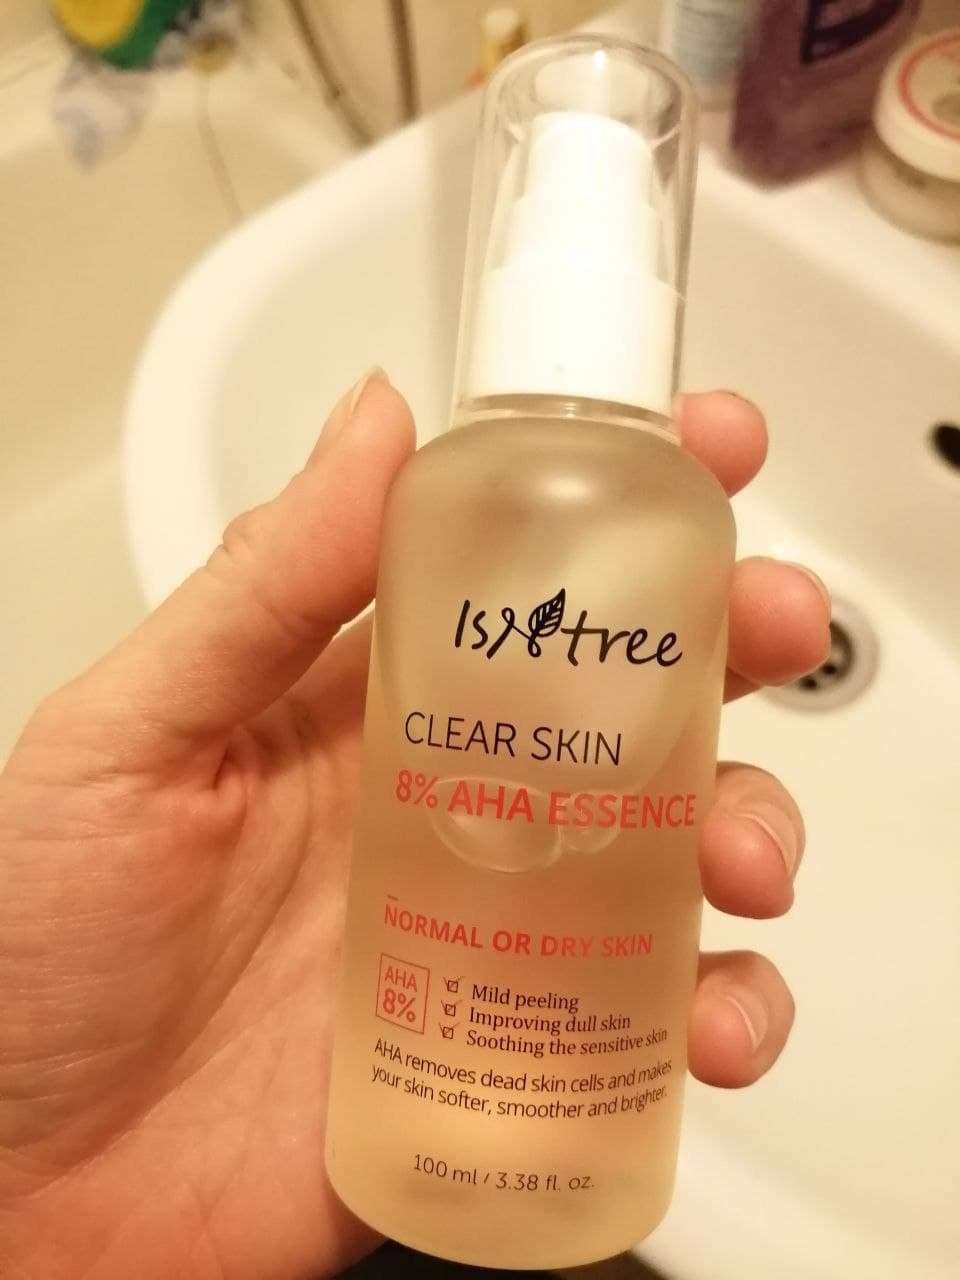 IsNtree
CLEAR SKIN
8% AHA ESSENCE
NORMAL OR DRY SKIN
AHA
8%
Mild peeling
Improving dull skin
Soothing the sensitive skin
AHA removes dead skin cells and makes
your skin softer, smoother and brighter.
100 ml / 3.38 fl. oz.